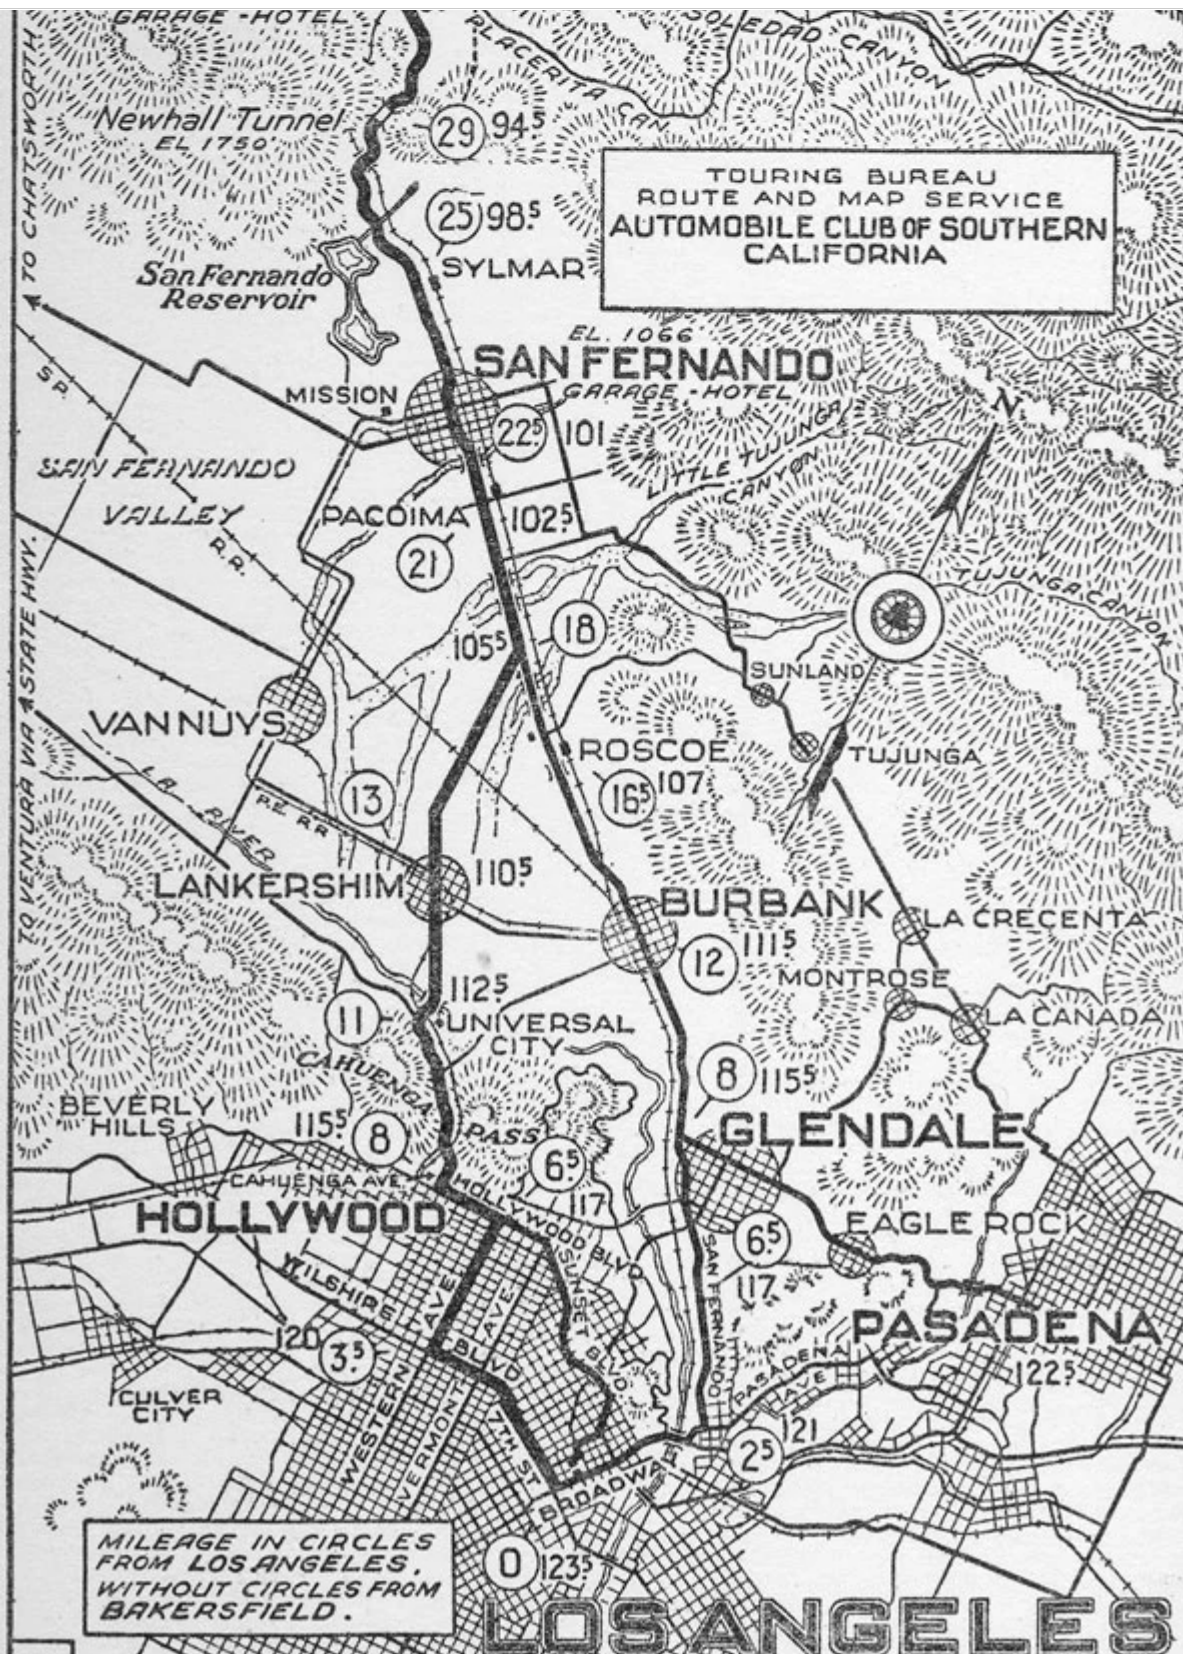 GARAGE-HOTEL
PLACERITA CAN
SOLEDAD CANYON
TO CHATSWORTH
Newhall Tunnel
EL 1750
29 94.5
TOURING BUREAU
ROUTE AND MAP SERVICE
AUTOMOBILE CLUB OF SOUTHERN
CALIFORNIA
25 98.5
SYLMAR
San Fernando
Reservoir
EL. 1066
SAN FERNANDO
GARAGE-HOTEL
S.P.
R.R.
MISSION
22.5 101
N
LITTLE TUJUNGA
CANYON
SAN FERNANDO
VALLEY
PACOIMA
102.5
21
TUJUNGA CANYON
18
105.5
SUNLAND
TO VENTURA VIA STATE HWY.
VAN NUYS
ROSCOE
TUJUNGA
16.5 107
LA RIVER
13
P.E. R.R.
LANKERSHIM
110.5
BURBANK
12 111.5
LA CRECENTA
MONTROSE
112.5
11
UNIVERSAL
CITY
LA CANADA
CAHUENGA
PASS
8 115.5
BEVERLY
HILLS
115.5 8
GLENDALE
6.5
117
CAHUENGA AVE
HOLLYWOOD
HOLLYWOOD BLVD
EAGLE ROCK
6.5
117
SUNSET BLVD.
SAN FERNANDO
WILSHIRE
BLVD
WESTERN
AVE
VERMONT
AVE
120 3.5
PASADENA
122.5
PASADENA
AVE
CULVER
CITY
7TH ST
BROADWAY
121
2.5
MILEAGE IN CIRCLES
FROM LOS ANGELES.
WITHOUT CIRCLES FROM
BAKERSFIELD.
0 123.5
LOS ANGELES